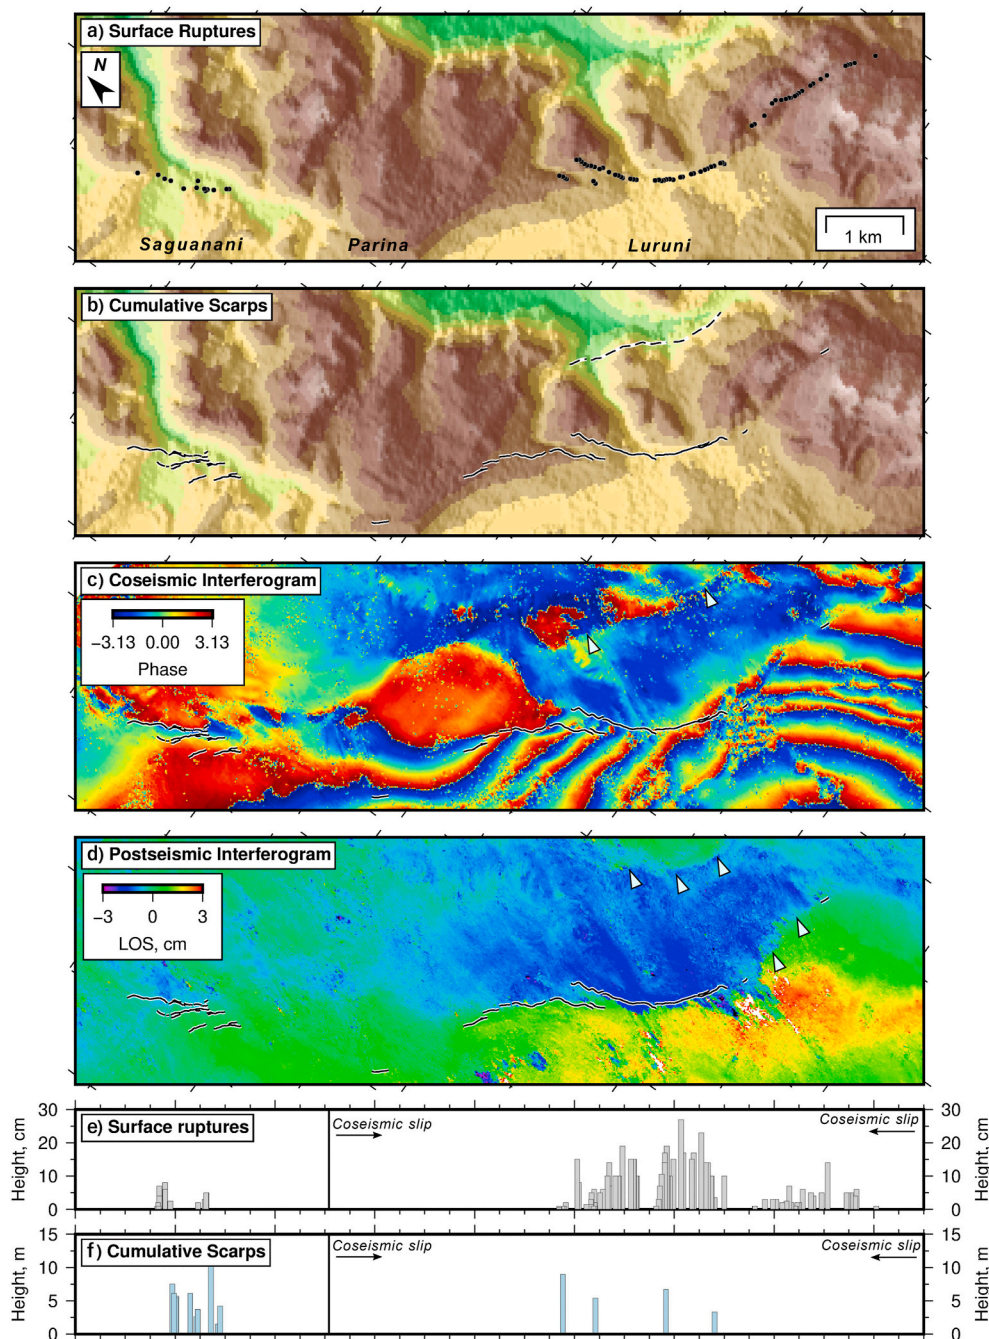 a) Surface Ruptures
N
Saguanani
Parina
Luruni
1 km
b) Cumulative Scarps
c) Coseismic Interferogram
−3.13 0.00 3.13
Phase
d) Postseismic Interferogram
−3 0 3
LOS, cm
e) Surface ruptures
Coseismic slip
Coseismic slip
Height, cm
30
20
10
0
30
20
10
0
Height, cm
f) Cumulative Scarps
Coseismic slip
Coseismic slip
Height, m
15
10
5
0
15
10
5
0
Height, m